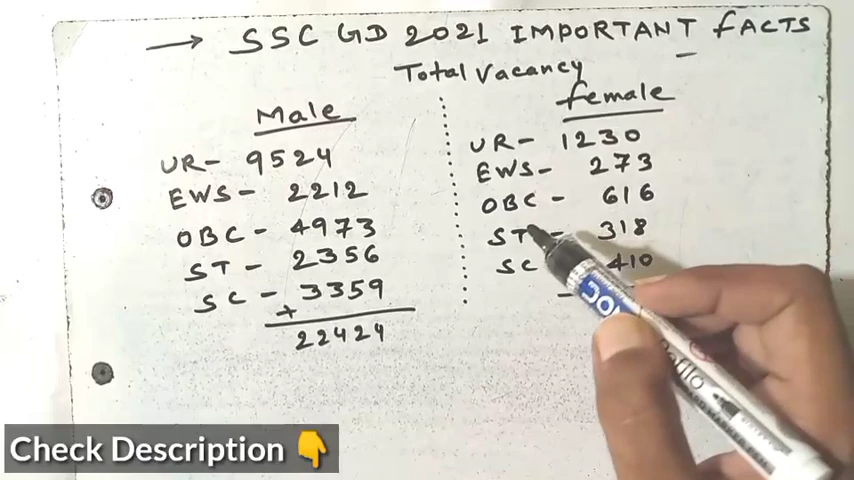 → SSC GD 2021 IMPORTANT FACTS
Total Vacancy
Male
UR- 9524
EWS- 2212
OBC- 4973
ST- 2356
SC- 3359
+
22424
female
UR- 1230
EWS- 273
OBC- 616
ST- 318
SC 410
Check Description 👇